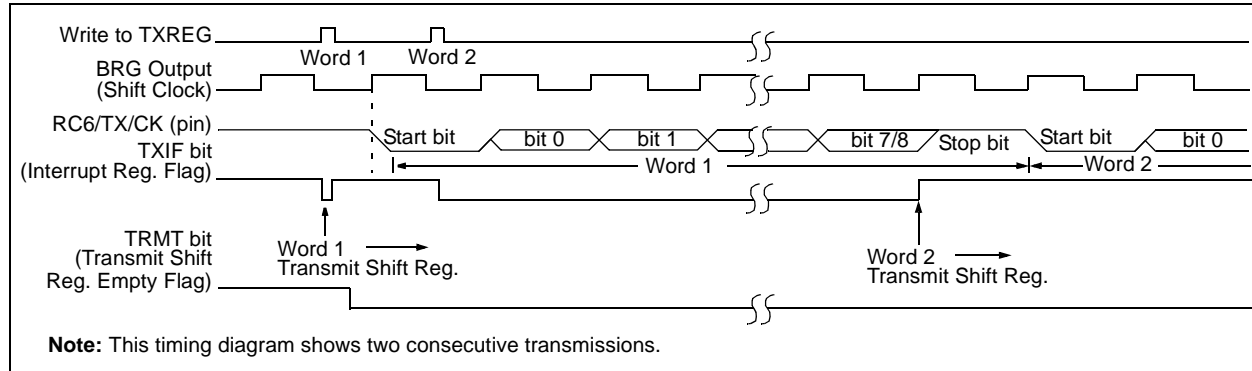 Write to TXREG
Word 1
Word 2
BRG Output
(Shift Clock)
RC6/TX/CK (pin)
Start bit
bit 0
bit 1
bit 7/8
Stop bit
Start bit
bit 0
Word 1
Word 2
TXIF bit
(Interrupt Reg. Flag)
Word 1
Transmit Shift Reg.
Word 2
Transmit Shift Reg.
TRMT bit
(Transmit Shift
Reg. Empty Flag)
Note: This timing diagram shows two consecutive transmissions.